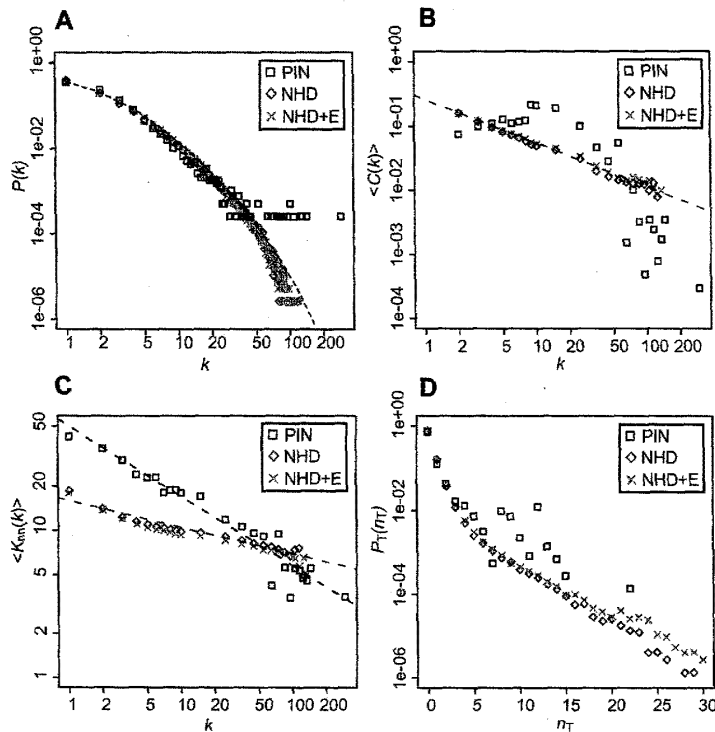 A
1e+00
1e-02
1e-04
1e-06
P(k)
PIN
NHD
NHD+E
1 2 5 10 20 50 100 200
k
B
1e+00
1e-01
1e-02
1e-03
1e-04
<C(k)>
PIN
NHD
NHD+E
1 2 5 10 20 50 100 200
k
C
50
20
10
5
2
1
<Knn(k)>
PIN
NHD
NHD+E
1 2 5 10 20 50 100 200
k
D
1e+00
1e-02
1e-04
1e-06
PT(nT)
PIN
NHD
NHD+E
0 5 10 15 20 25 30
nT